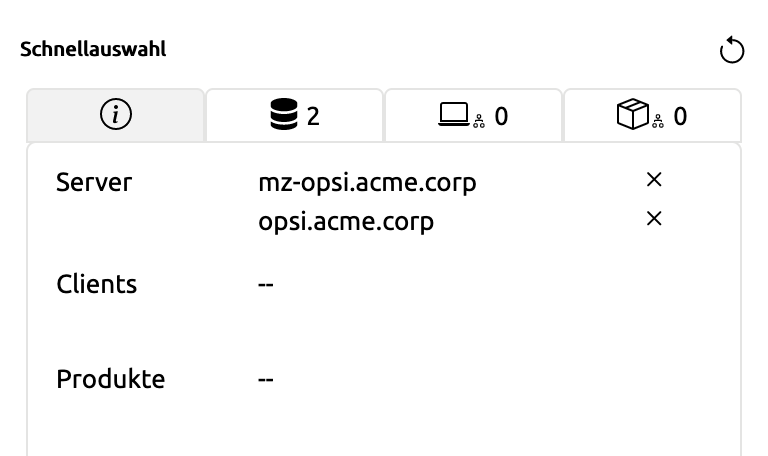 Schnellauswahl
i 2 0 0
Server mz-opsi.acme.corp ×
opsi.acme.corp ×
Clients --
Produkte --